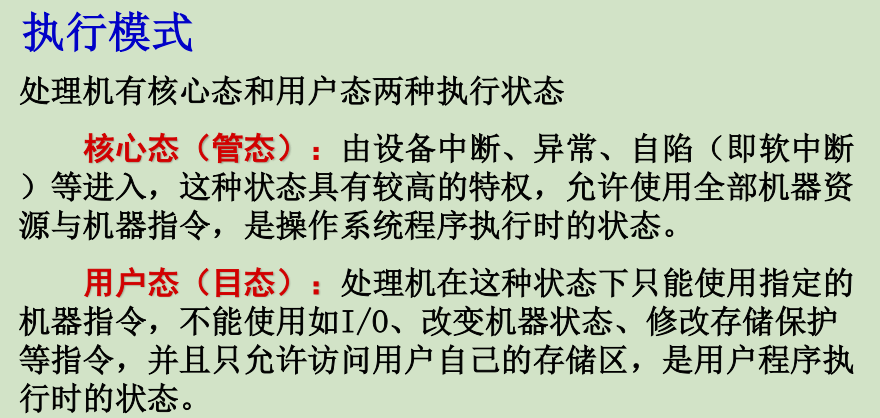 执行模式
处理机有核心态和用户态两种执行状态
核心态（管态）：由设备中断、异常、自陷（即软中断
）等进入，这种状态具有较高的特权，允许使用全部机器资
源与机器指令，是操作系统程序执行时的状态。
用户态（目态）：处理机在这种状态下只能使用指定的
机器指令，不能使用如I/O、改变机器状态、修改存储保护
等指令，并且只允许访问用户自己的存储区，是用户程序执
行时的状态。